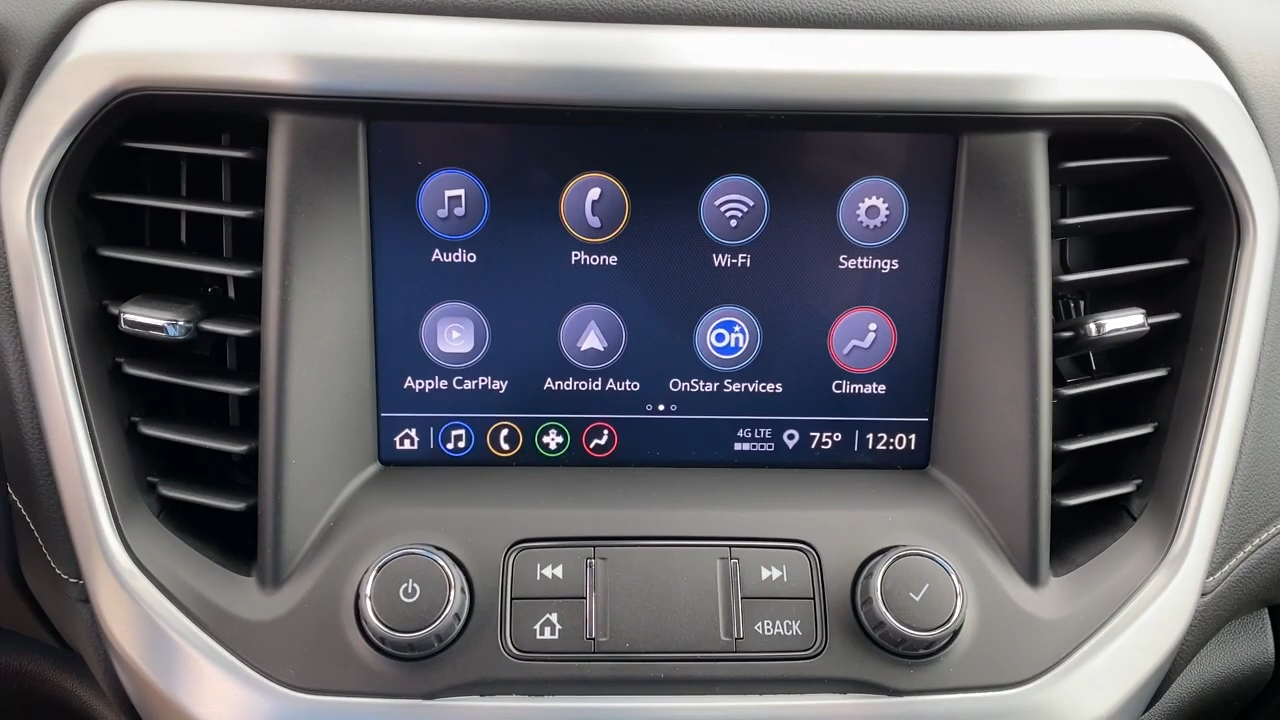 Audio
Phone
Wi-Fi
Settings
Apple CarPlay
Android Auto
On
OnStar Services
Climate
4G LTE
75°
12:01
BACK